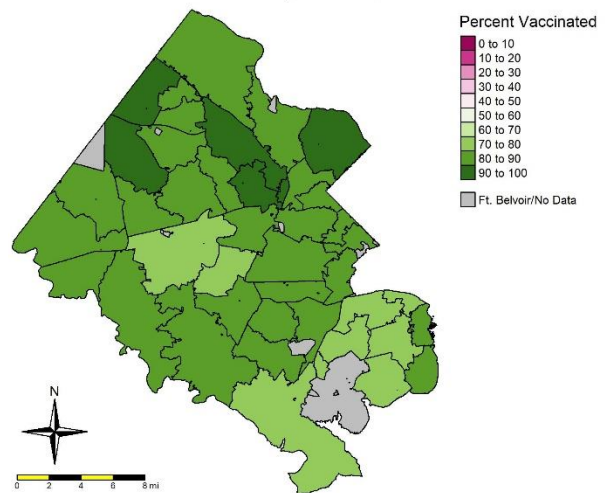 Percent Vaccinated
0 to 10
10 to 20
20 to 30
30 to 40
40 to 50
50 to 60
60 to 70
70 to 80
80 to 90
90 to 100
Ft. Belvoir/No Data
N
0 2 4 6 8 mi